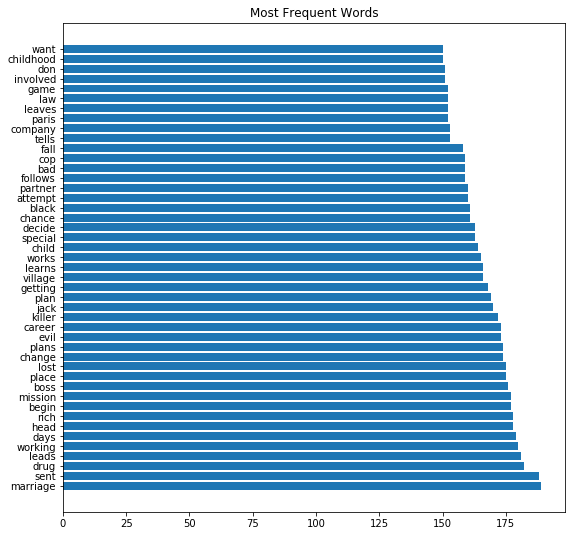 Most Frequent Words
want
childhood
don
involved
game
law
leaves
paris
company
tells
fall
cop
bad
follows
partner
attempt
black
chance
decide
special
child
works
learns
village
getting
plan
jack
killer
career
evil
plans
change
lost
place
boss
mission
begin
rich
head
days
working
leads
drug
sent
marriage
0 25 50 75 100 125 150 175